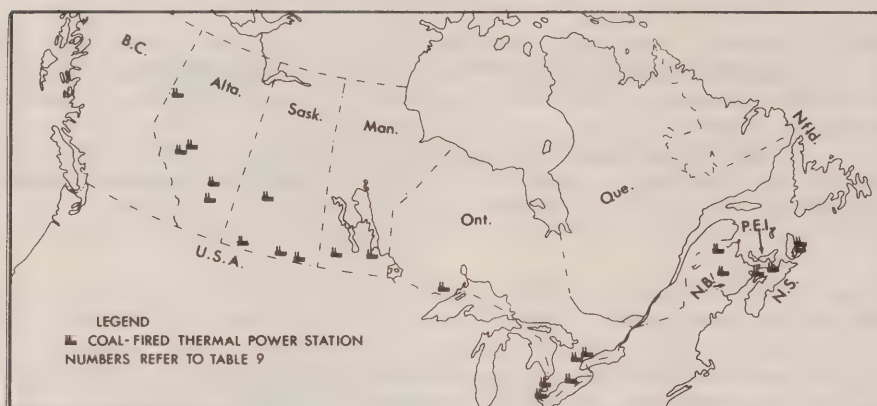 B.C.
Alta.
Sask.
Man.
Ont.
Que.
Nfld.
P.E.I.
N.B.
N.S.
U.S.A.
LEGEND
COAL-FIRED THERMAL POWER STATION
NUMBERS REFER TO TABLE 9